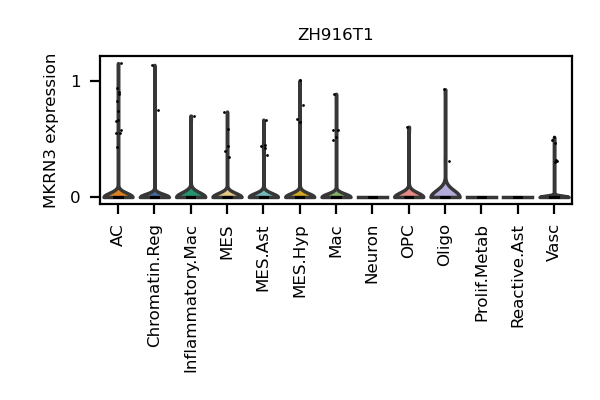 ZH916T1
MKRN3 expression
1
0
AC
Chromatin.Reg
Inflammatory.Mac
MES
MES.Ast
MES.Hyp
Mac
Neuron
OPC
Oligo
Prolif.Metab
Reactive.Ast
Vasc